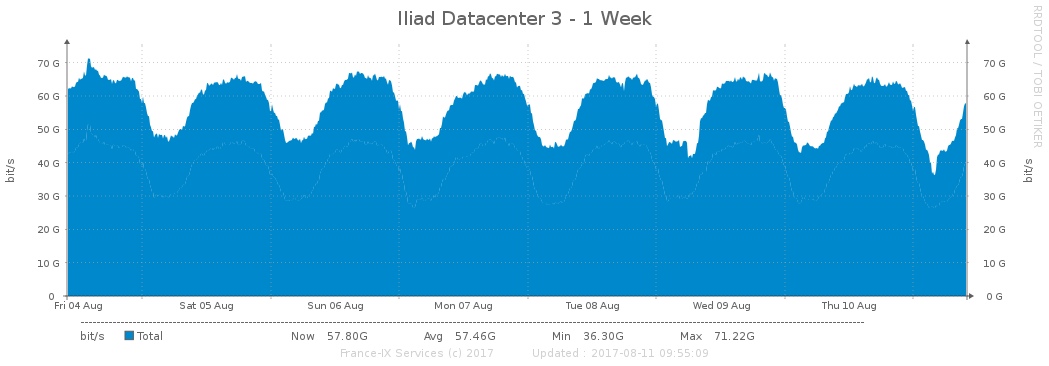 Iliad Datacenter 3 - 1 Week
RRDTOOL / TOBI OETIKER
70 G 70 G
60 G 60 G
50 G 50 G
40 G 40 G
30 G 30 G
20 G 20 G
10 G 10 G
0 0 G
bit/s bit/s
Fri 04 Aug Sat 05 Aug Sun 06 Aug Mon 07 Aug Tue 08 Aug Wed 09 Aug Thu 10 Aug
bit/s Total Now 57.80G Avg 57.46G Min 36.30G Max 71.22G
France-IX Services (c) 2017 Updated : 2017-08-11 09:55:09